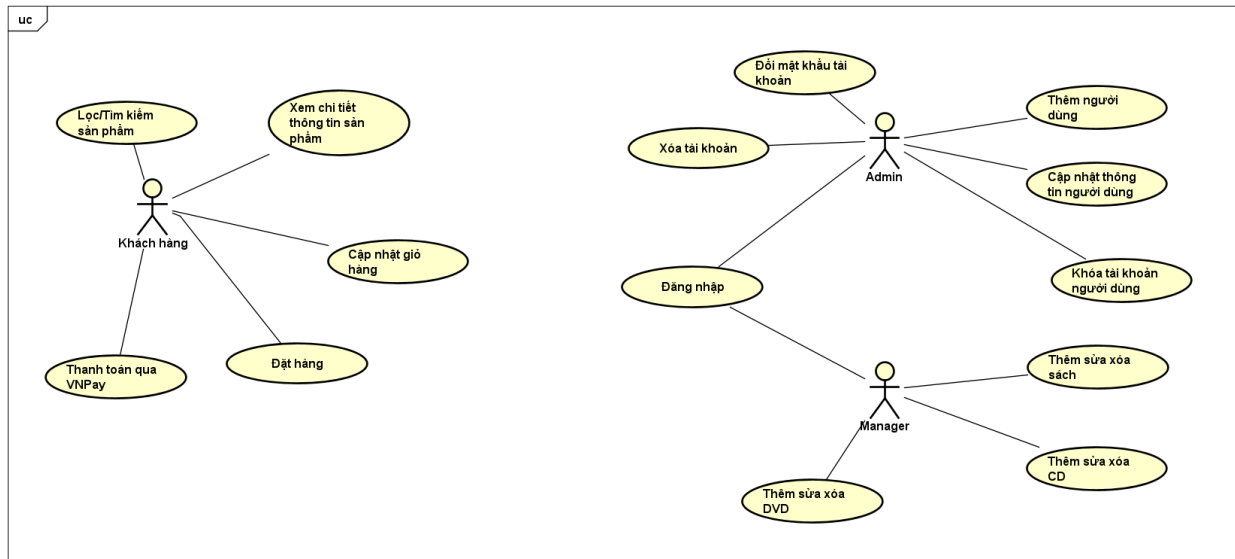 uc
Lọc/Tìm kiếm
sản phẩm
Xem chi tiết
thông tin sản
phẩm
Khách hàng
Cập nhật giỏ
hàng
Thanh toán qua
VNPay
Đặt hàng
Đổi mật khẩu tài
khoản
Xóa tài khoản
Admin
Thêm người
dùng
Cập nhật thông
tin người dùng
Đăng nhập
Khóa tài khoản
người dùng
Manager
Thêm sửa xóa
sách
Thêm sửa xóa
CD
Thêm sửa xóa
DVD